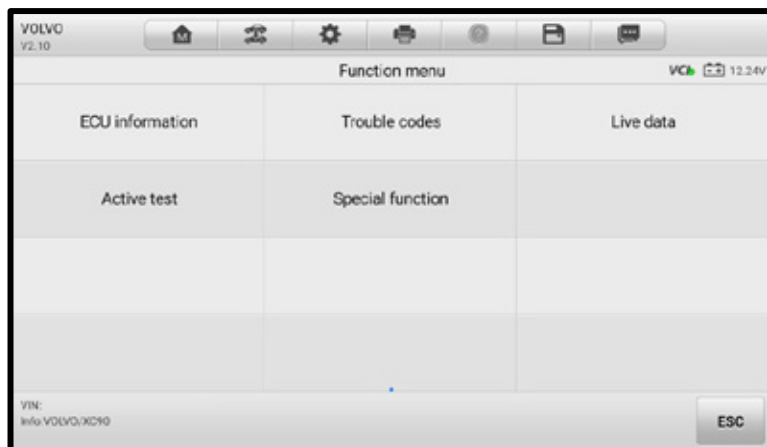 VOLVO
V2.10
Function menu
VCI 12.24V
ECU information Trouble codes Live data
Active test Special function
VIN:
Info:VOLVO/XC90
ESC